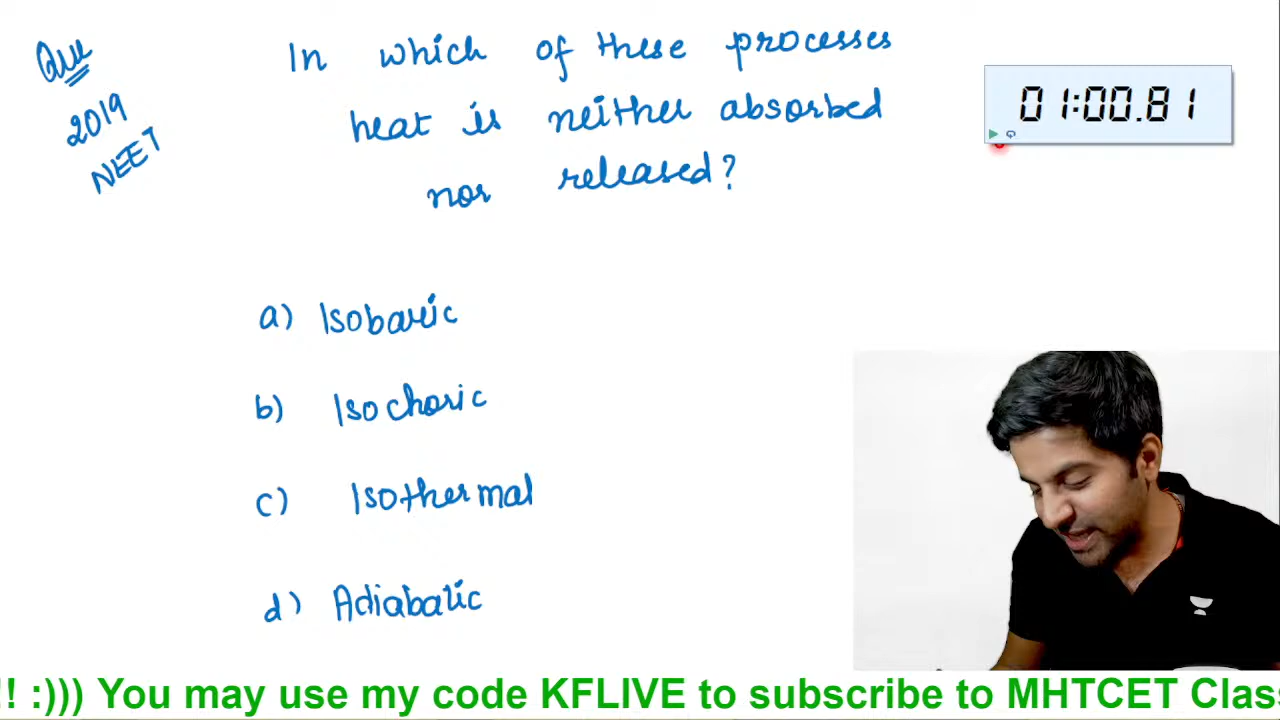 Que
2019
NEET
In which of these processes
heat is neither absorbed
nor released?
01:00.81
a) Isobaric
b) Isochoric
c) Isothermal
d) Adiabatic
!! :))) You may use my code KFLIVE to subscribe to MHTCET Clas